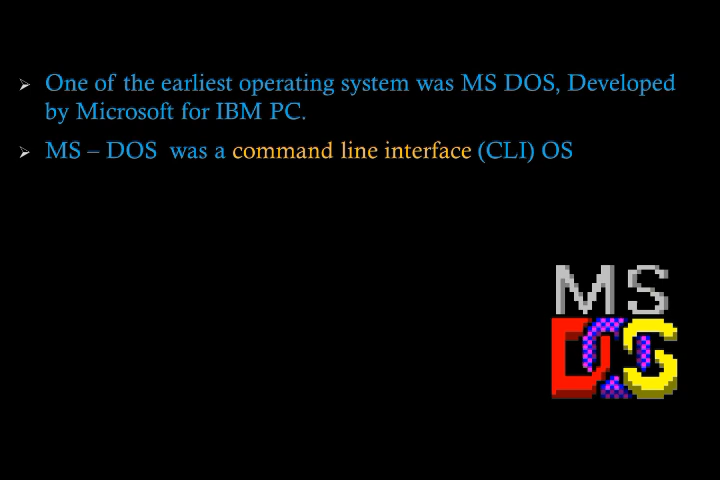 One of the earliest operating system was MS DOS, Developed
by Microsoft for IBM PC.
MS – DOS was a command line interface (CLI) OS
MS
DOS